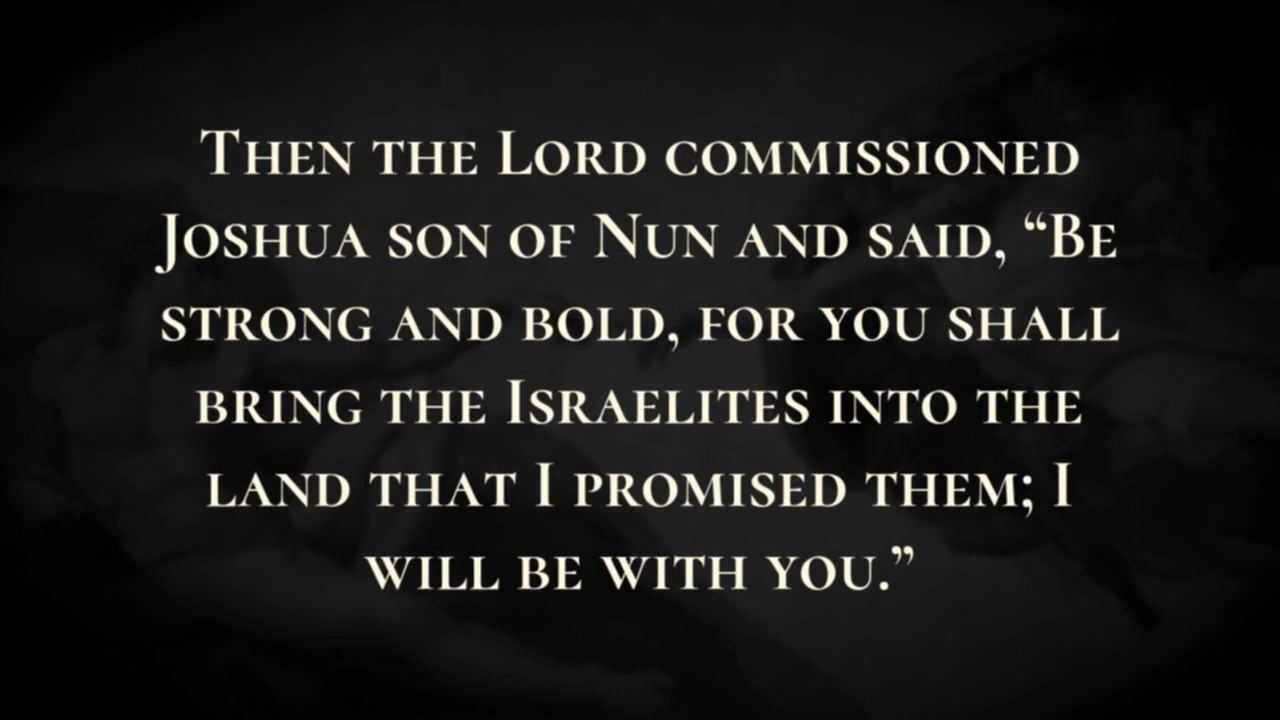 Then the Lord commissioned
Joshua son of Nun and said, “Be
strong and bold, for you shall
bring the Israelites into the
land that I promised them; I
will be with you.”